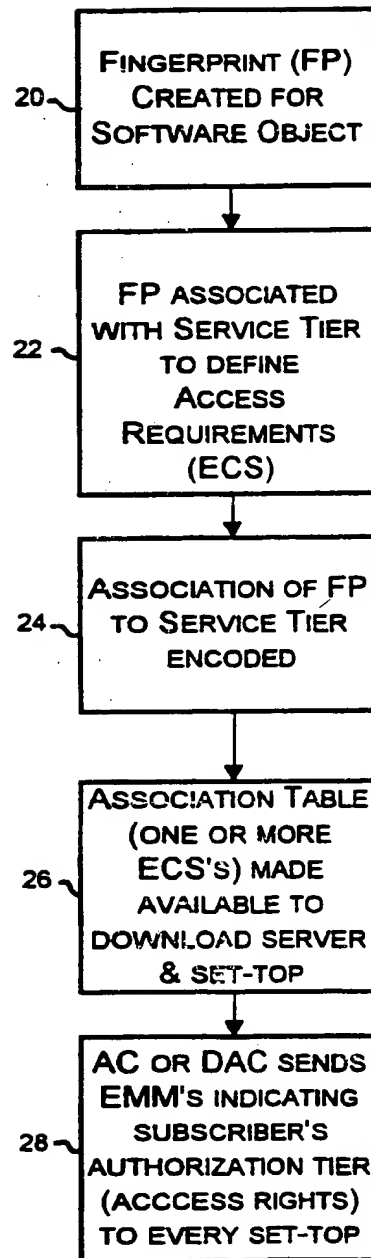 20
FINGERPRINT (FP)
CREATED FOR
SOFTWARE OBJECT
22
FP ASSOCIATED
WITH SERVICE TIER
TO DEFINE
ACCESS
REQUIREMENTS
(ECS)
24
ASSOCIATION OF FP
TO SERVICE TIER
ENCODED
26
ASSOCIATION TABLE
(ONE OR MORE
ECS'S) MADE
AVAILABLE TO
DOWNLOAD SERVER
& SET-TOP
28
AC OR DAC SENDS
EMM'S INDICATING
SUBSCRIBER'S
AUTHORIZATION TIER
(ACCCESS RIGHTS)
TO EVERY SET-TOP